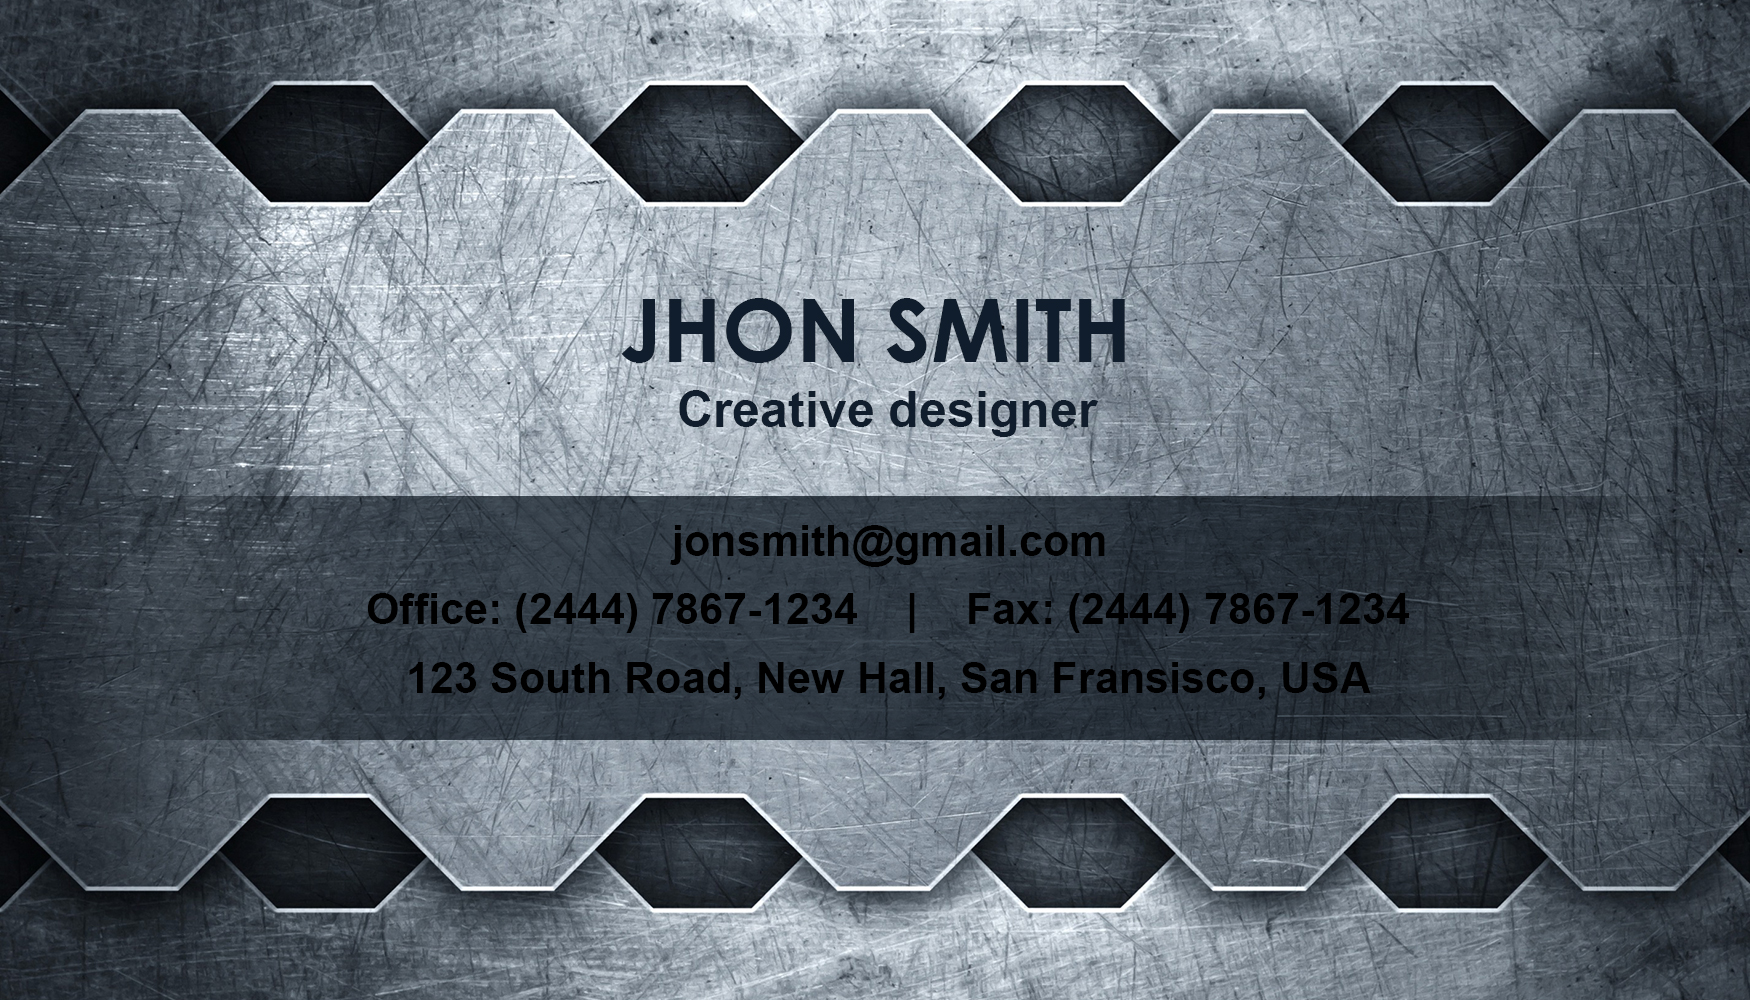 JHON SMITH
Creative designer
jonsmith@gmail.com
Office: (2444) 7867-1234 | Fax: (2444) 7867-1234
123 South Road, New Hall, San Fransisco, USA